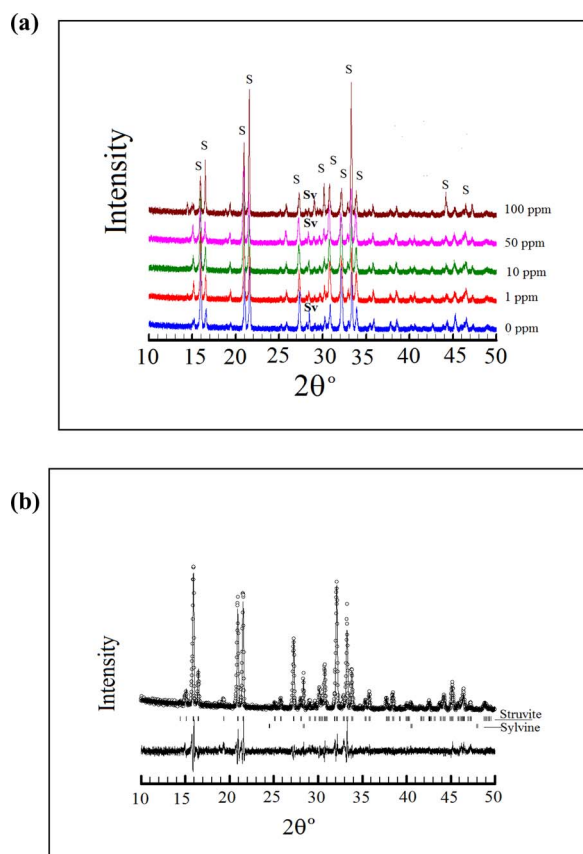 (a)
S
S
S
S
S
S
S
Sv
S
S
S
S
S
Sv
Sv
Intensity
100 ppm
50 ppm
10 ppm
1 ppm
0 ppm
10 15 20 25 30 35 40 45 50
2θ°
(b)
Intensity
Struvite
Sylvine
10 15 20 25 30 35 40 45 50
2θ°